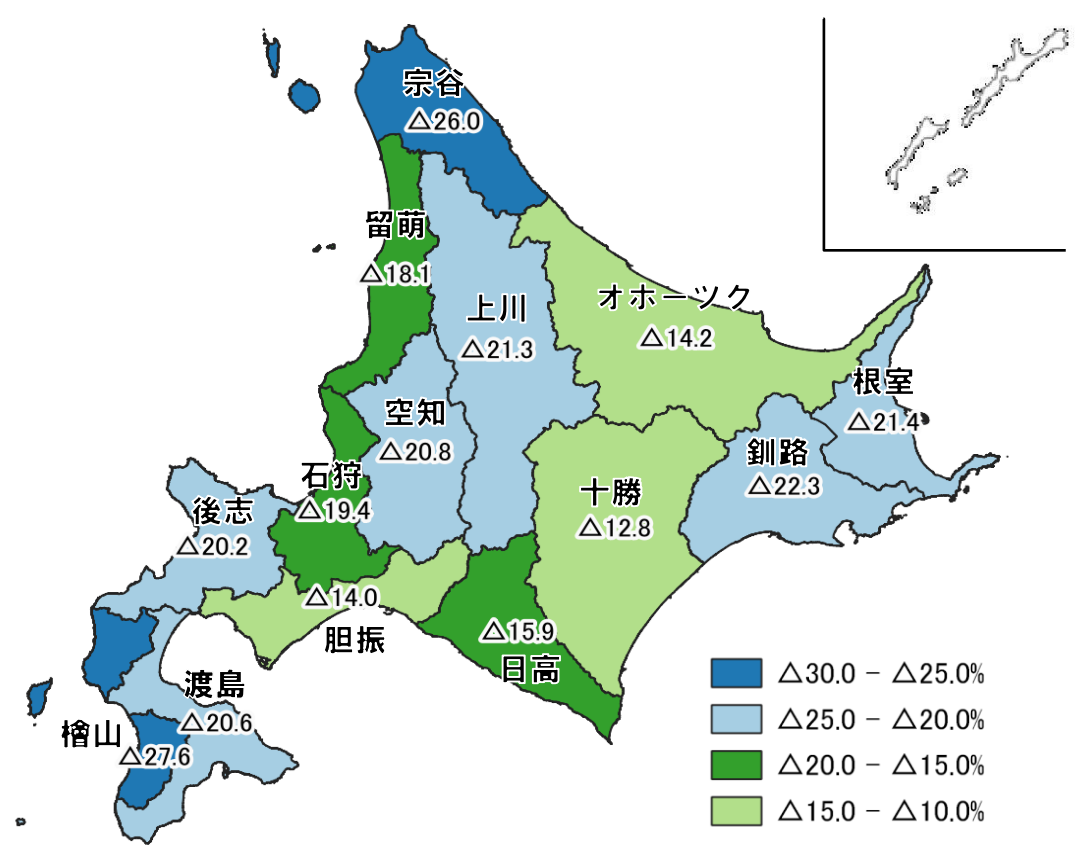 宗谷
△26.0
留萌
△18.1
上川
△21.3
オホーツク
△14.2
根室
△21.4
空知
△20.8
釧路
△22.3
石狩
△19.4
十勝
△12.8
後志
△20.2
胆振
△14.0
日高
△15.9
渡島
△20.6
檜山
△27.6
△30.0 − △25.0%
△25.0 − △20.0%
△20.0 − △15.0%
△15.0 − △10.0%